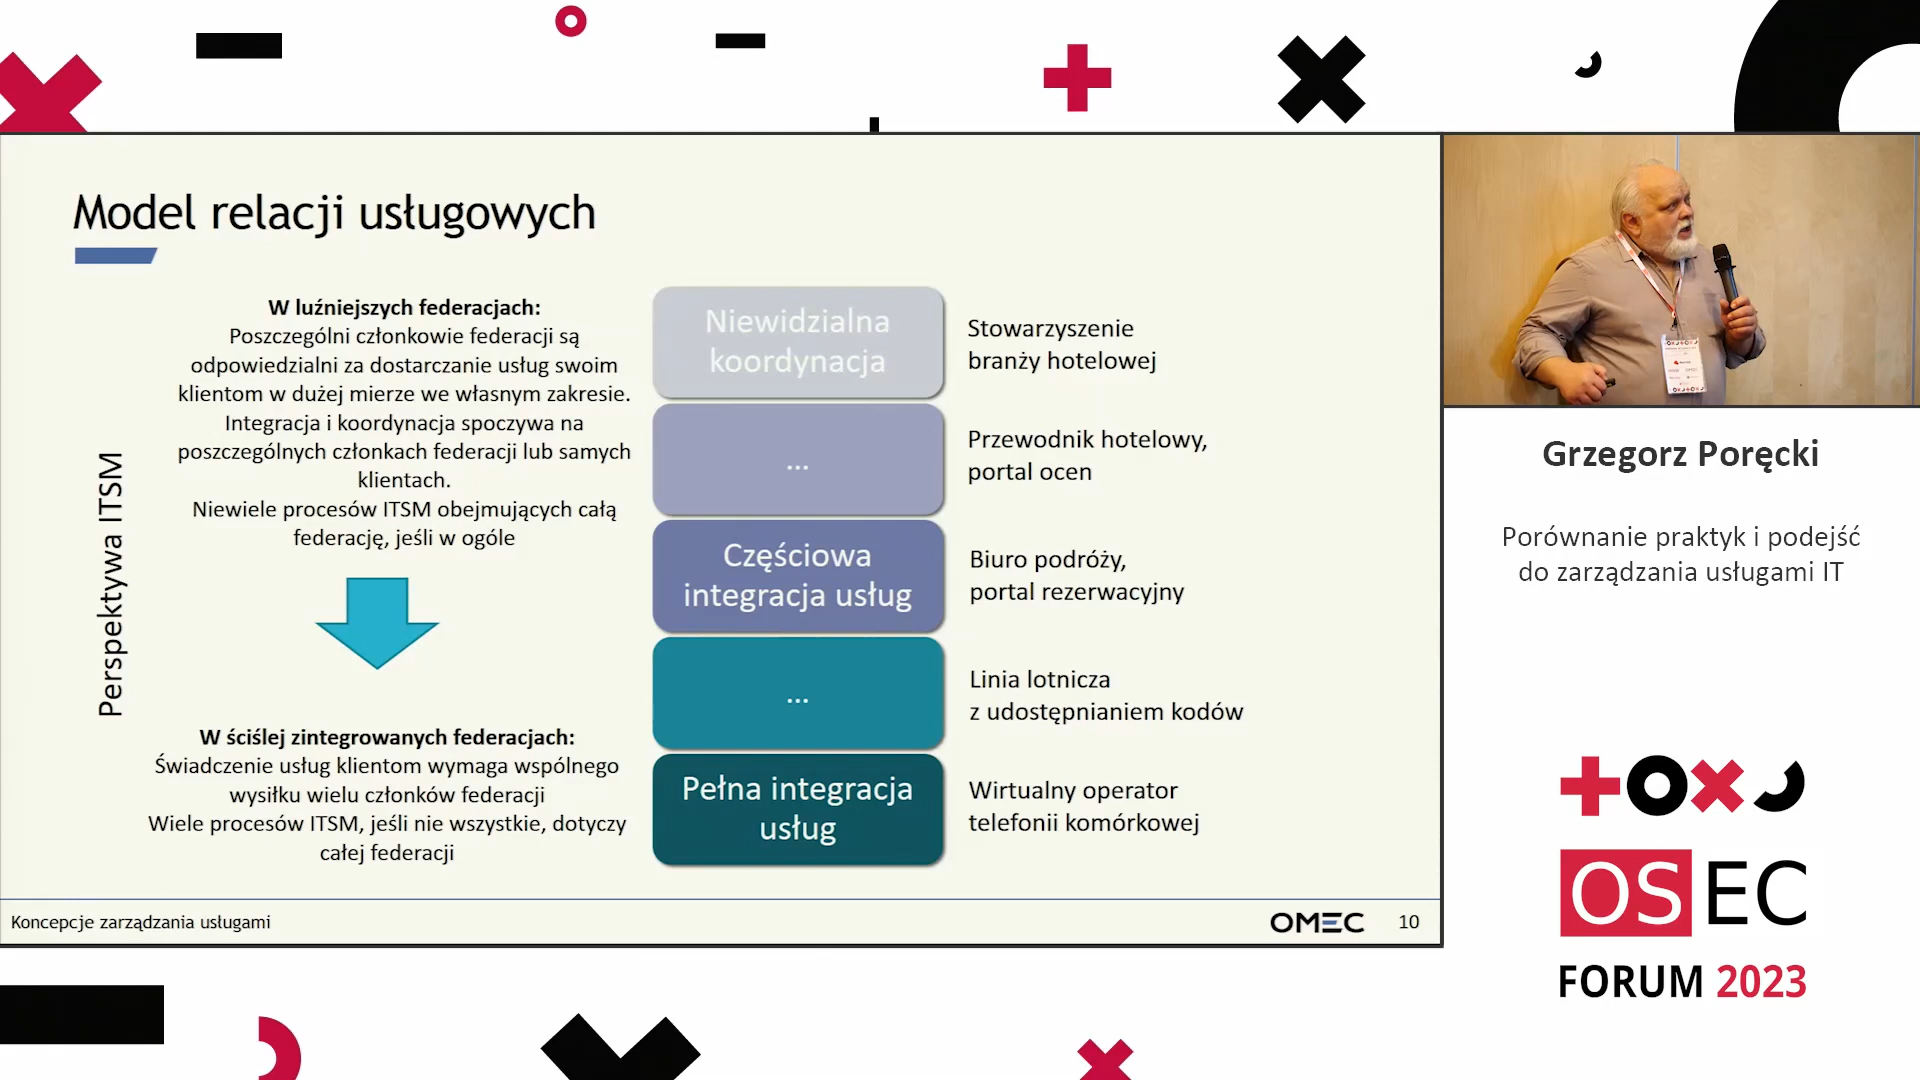 Model relacji usługowych
Perspektywa ITSM
W luźniejszych federacjach:
Poszczególni członkowie federacji są
odpowiedzialni za dostarczanie usług swoim
klientom w dużej mierze we własnym zakresie.
Integracja i koordynacja spoczywa na
poszczególnych członkach federacji lub samych
klientach.
Niewiele procesów ITSM obejmujących całą
federację, jeśli w ogóle
W ściślej zintegrowanych federacjach:
Świadczenie usług klientom wymaga wspólnego
wysiłku wielu członków federacji
Wiele procesów ITSM, jeśli nie wszystkie, dotyczy
całej federacji
Niewidzialna
koordynacja
Stowarzyszenie
branży hotelowej
...
Przewodnik hotelowy,
portal ocen
Częściowa
integracja usług
Biuro podróży,
portal rezerwacyjny
...
Linia lotnicza
z udostępnianiem kodów
Pełna integracja
usług
Wirtualny operator
telefonii komórkowej
Koncepcje zarządzania usługami
OMEC
10
Grzegorz Poręcki
Porównanie praktyk i podejść
do zarządzania usługami IT
OSEC
FORUM 2023